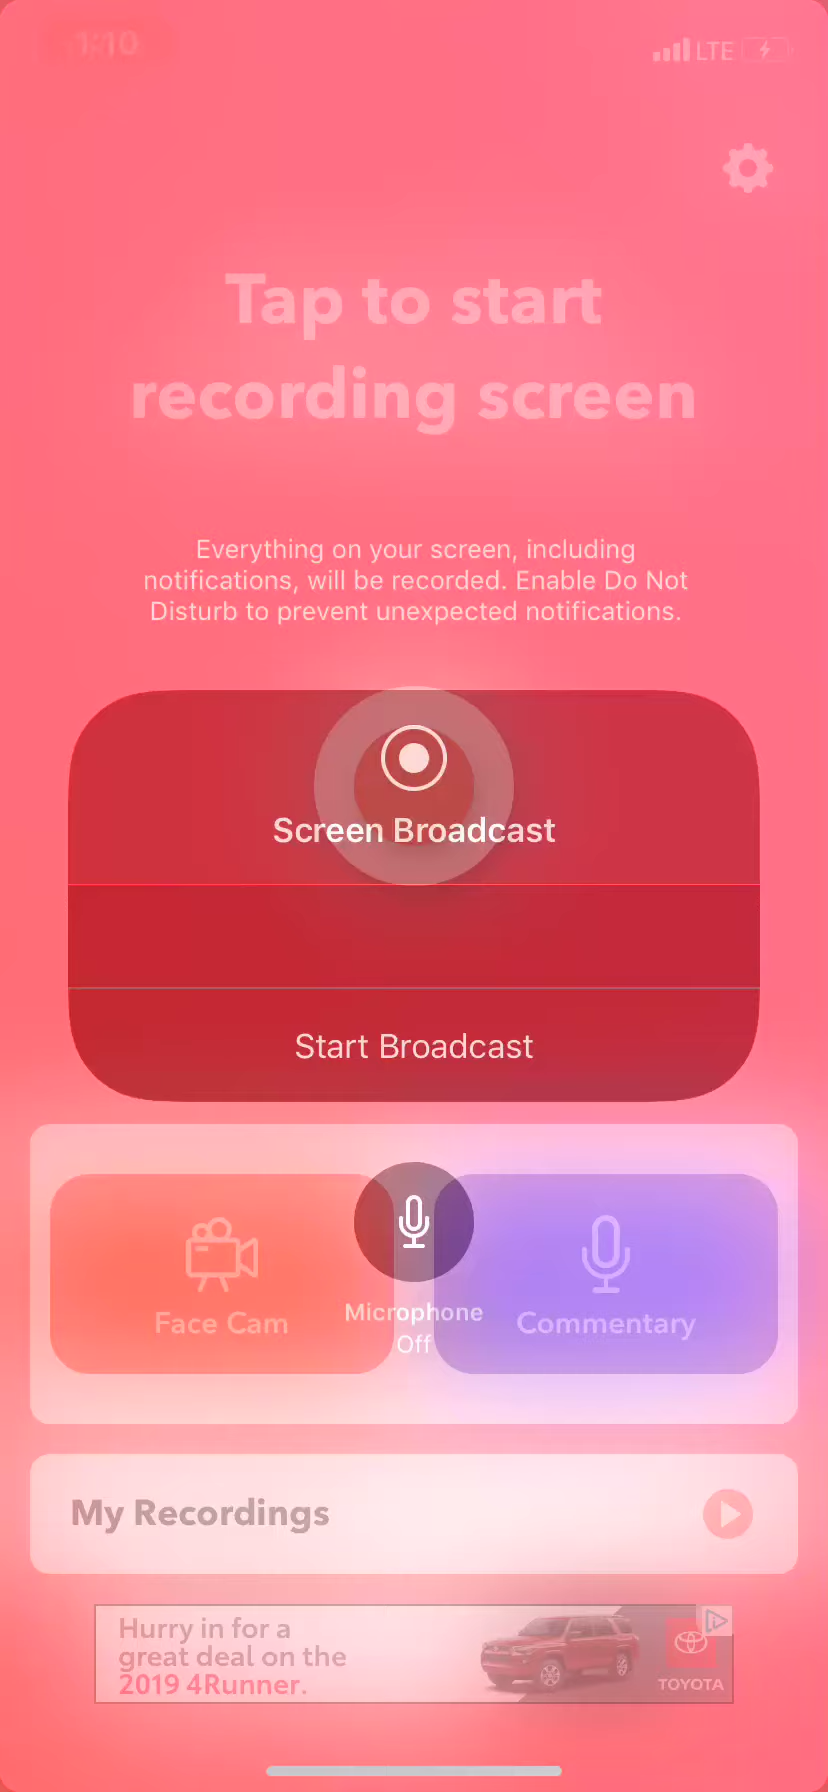 1:10
LTE
Tap to start
recording screen
Everything on your screen, including
notifications, will be recorded. Enable Do Not
Disturb to prevent unexpected notifications.
Screen Broadcast
Start Broadcast
Face Cam
Microphone
Off
Commentary
My Recordings
Hurry in for a
great deal on the
2019 4Runner.
TOYOTA